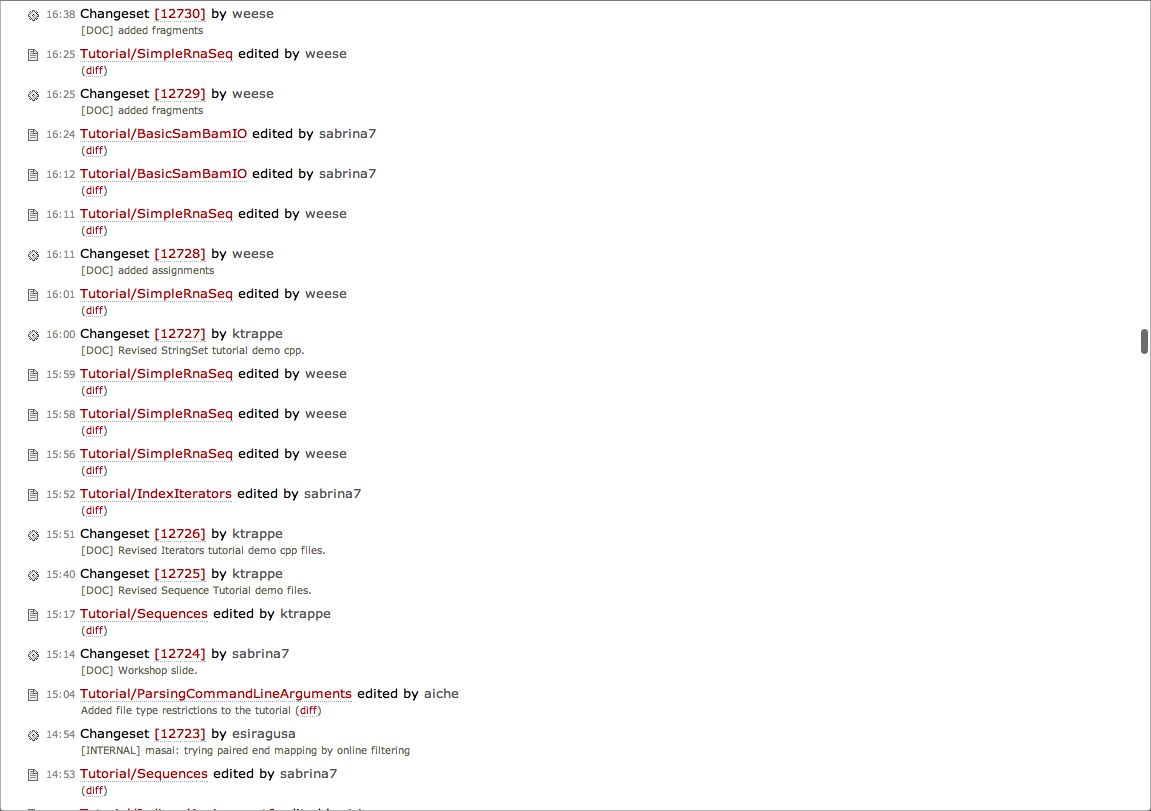 16:38 Changeset [12730] by weese
[DOC] added fragments
16:25 Tutorial/SimpleRnaSeq edited by weese
(diff)
16:25 Changeset [12729] by weese
[DOC] added fragments
16:24 Tutorial/BasicSamBamIO edited by sabrina7
(diff)
16:12 Tutorial/BasicSamBamIO edited by sabrina7
(diff)
16:11 Tutorial/SimpleRnaSeq edited by weese
(diff)
16:11 Changeset [12728] by weese
[DOC] added assignments
16:01 Tutorial/SimpleRnaSeq edited by weese
(diff)
16:00 Changeset [12727] by ktrappe
[DOC] Revised StringSet tutorial demo cpp.
15:59 Tutorial/SimpleRnaSeq edited by weese
(diff)
15:58 Tutorial/SimpleRnaSeq edited by weese
(diff)
15:56 Tutorial/SimpleRnaSeq edited by weese
(diff)
15:52 Tutorial/IndexIterators edited by sabrina7
(diff)
15:51 Changeset [12726] by ktrappe
[DOC] Revised Iterators tutorial demo cpp files.
15:40 Changeset [12725] by ktrappe
[DOC] Revised Sequence Tutorial demo files.
15:17 Tutorial/Sequences edited by ktrappe
(diff)
15:14 Changeset [12724] by sabrina7
[DOC] Workshop slide.
15:04 Tutorial/ParsingCommandLineArguments edited by aiche
Added file type restrictions to the tutorial (diff)
14:54 Changeset [12723] by esiragusa
[INTERNAL] masai: trying paired end mapping by online filtering
14:53 Tutorial/Sequences edited by sabrina7
(diff)